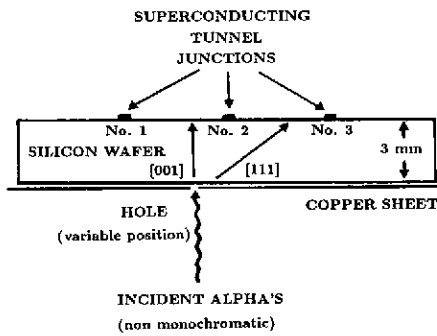 SUPERCONDUCTING
TUNNEL
JUNCTIONS
No. 1 No. 2 No. 3
SILICON WAFER
3 mm
[001] [111]
HOLE
(variable position)
COPPER SHEET
INCIDENT ALPHA'S
(non monochromatic)